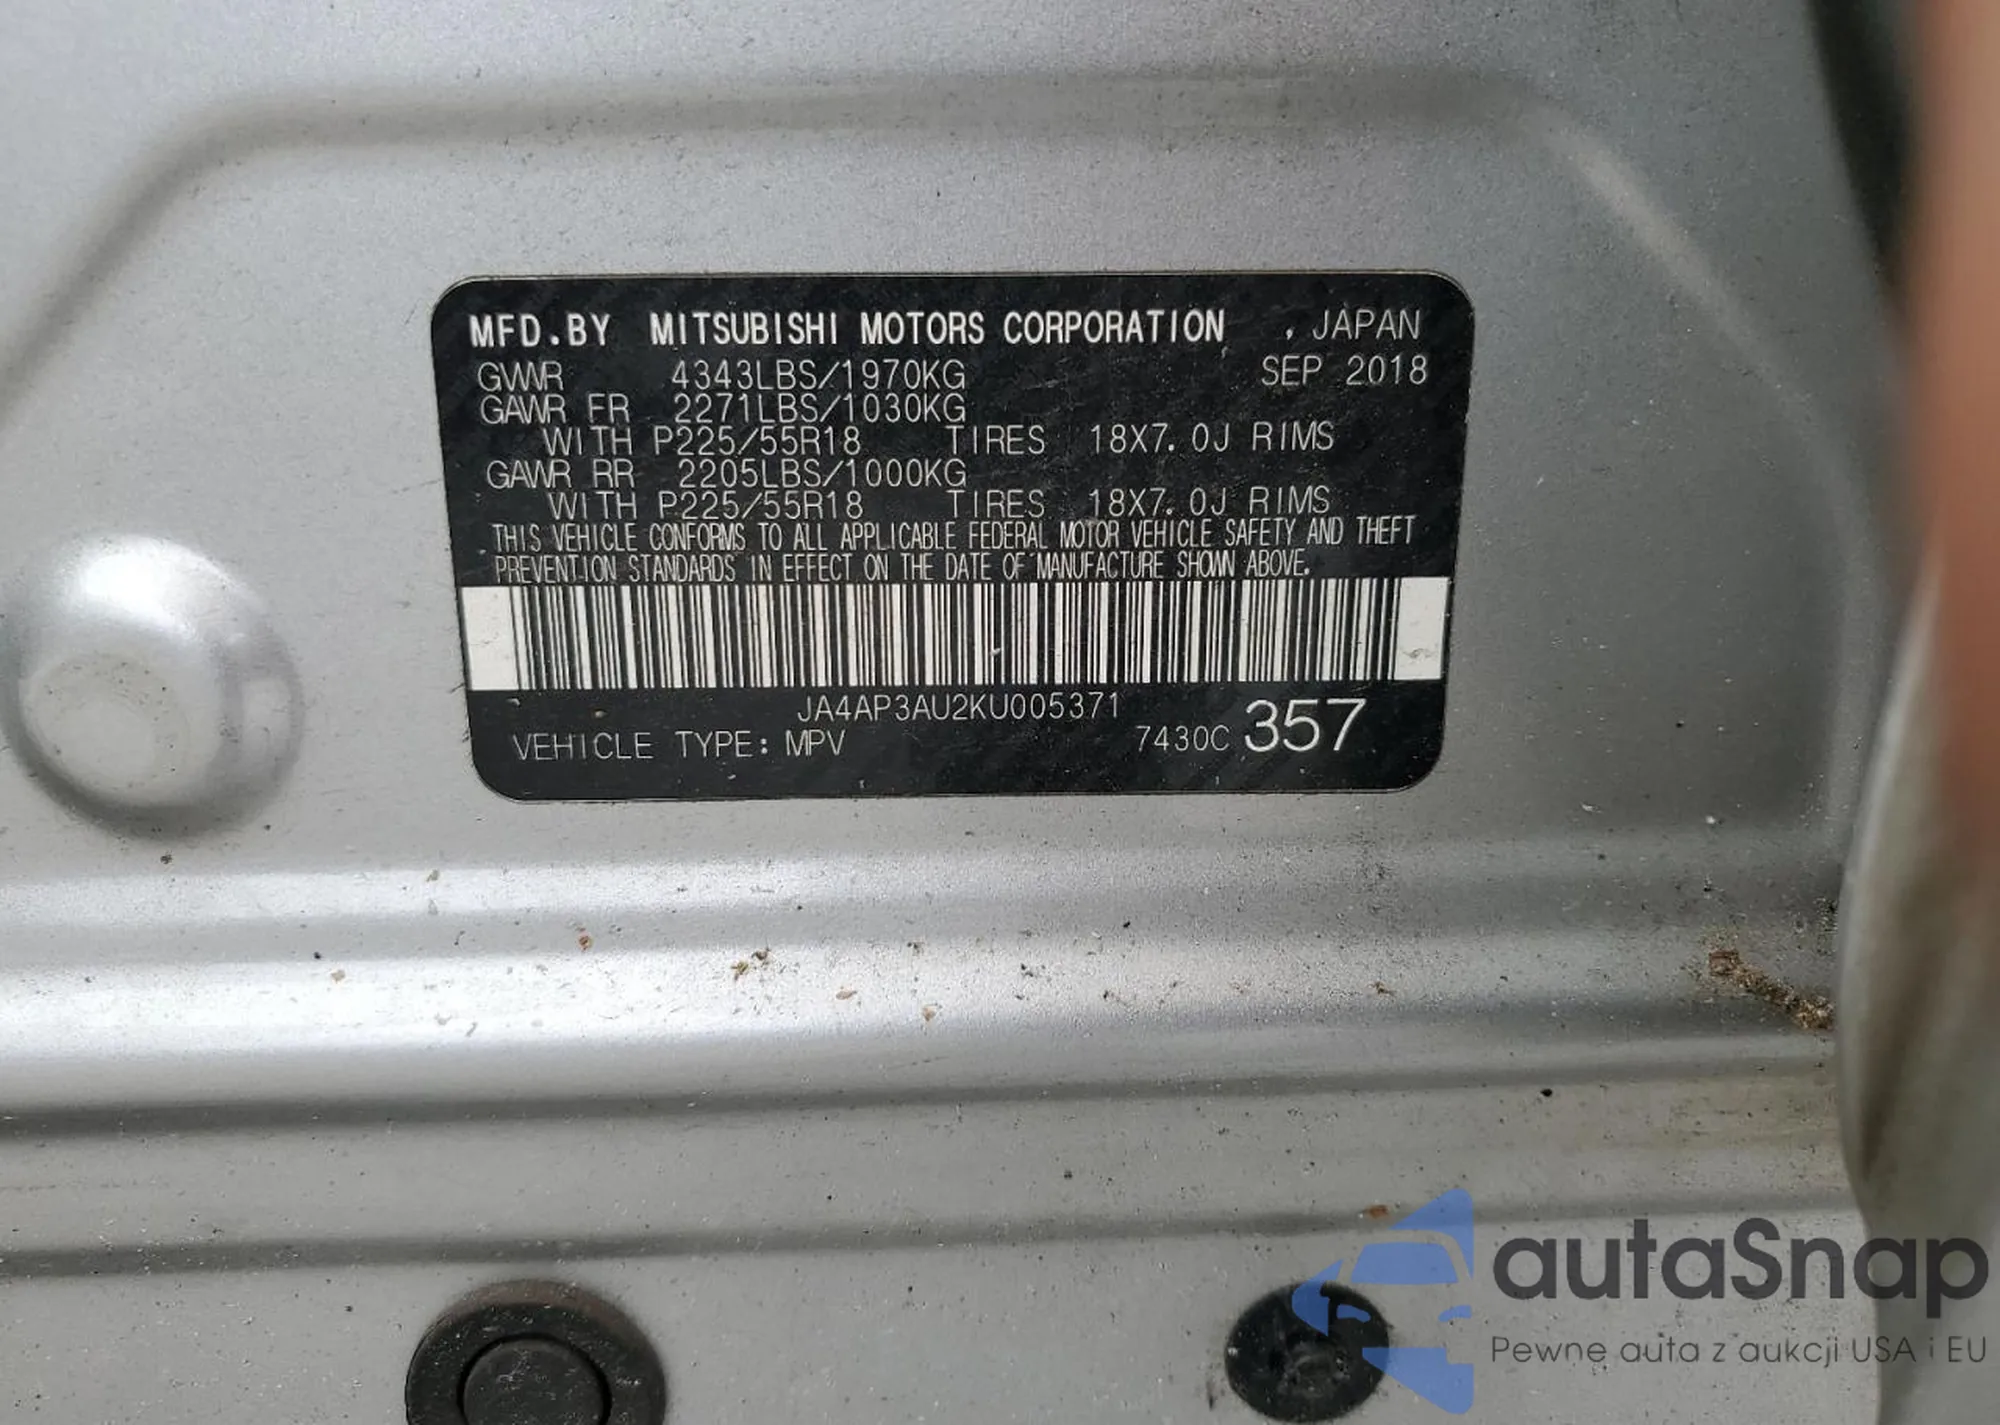 MFD.BY MITSUBISHI MOTORS CORPORATION , JAPAN
GVWR 4343LBS/1970KG SEP 2018
GAWR FR 2271LBS/1030KG
WITH P225/55R18 TIRES 18X7.0J RIMS
GAWR RR 2205LBS/1000KG
WITH P225/55R18 TIRES 18X7.0J RIMS
THIS VEHICLE CONFORMS TO ALL APPLICABLE FEDERAL MOTOR VEHICLE SAFETY AND THEFT
PREVENTION STANDARDS IN EFFECT ON THE DATE OF MANUFACTURE SHOWN ABOVE.
JA4AP3AU2KU005371
VEHICLE TYPE: MPV 7430C 357
autaSnap
Pewne auta z aukcji USA i EU